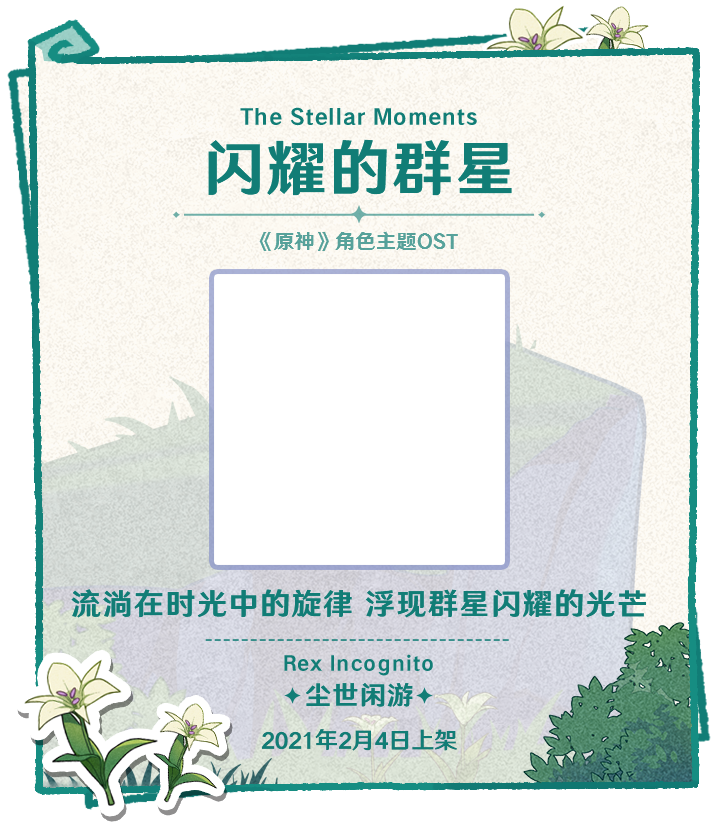 The Stellar Moments
闪耀的群星
《原神》角色主题OST
流淌在时光中的旋律 浮现群星闪耀的光芒
Rex Incognito
尘世闲游
2021年2月4日上架